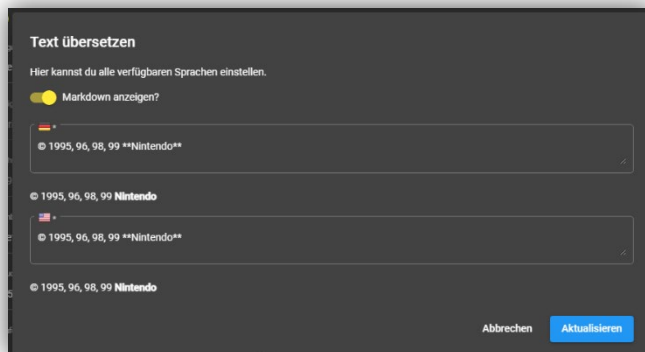 Text übersetzen
Hier kannst du alle verfügbaren Sprachen einstellen.
Markdown anzeigen?
*
© 1995, 96, 98, 99 **Nintendo**
© 1995, 96, 98, 99 Nintendo
*
© 1995, 96, 98, 99 **Nintendo**
© 1995, 96, 98, 99 Nintendo
Abbrechen Aktualisieren